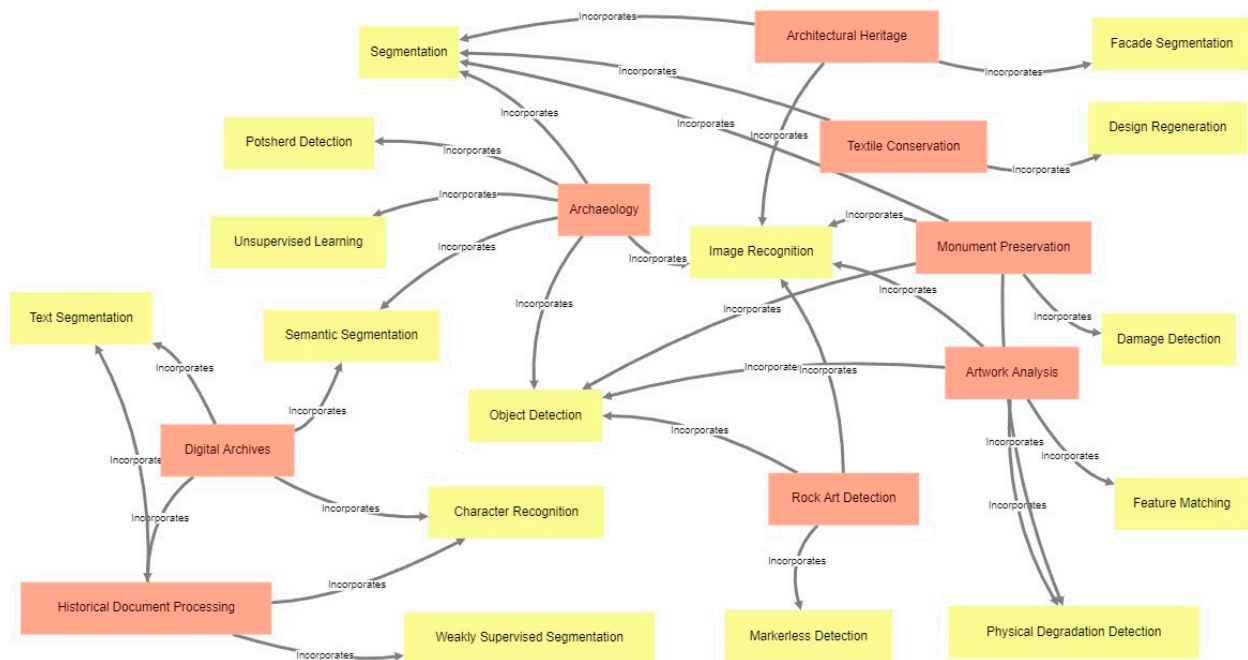 Incorporates
Architectural Heritage
Segmentation
Facade Segmentation
Incorporates
Incorporates
Incorporates
Incorporates
Design Regeneration
Potsherd Detection
Incorporates
Incorporates
Textile Conservation
Incorporates
Incorporates
Archaeology
Incorporates
Unsupervised Learning
Incorporates
Image Recognition
Monument Preservation
Incorporates
Incorporates
Incorporates
Text Segmentation
Semantic Segmentation
Incorporates
Incorporates
Incorporates
Damage Detection
Incorporates
Incorporates
Incorporates
Artwork Analysis
Incorporates
Object Detection
Incorporates
Digital Archives
Incorporates
Incorporates
Incorporates
Rock Art Detection
Feature Matching
Incorporates
Incorporates
Character Recognition
Incorporates
Incorporates
Incorporates
Historical Document Processing
Weakly Supervised Segmentation
Markerless Detection
Physical Degradation Detection
Incorporates